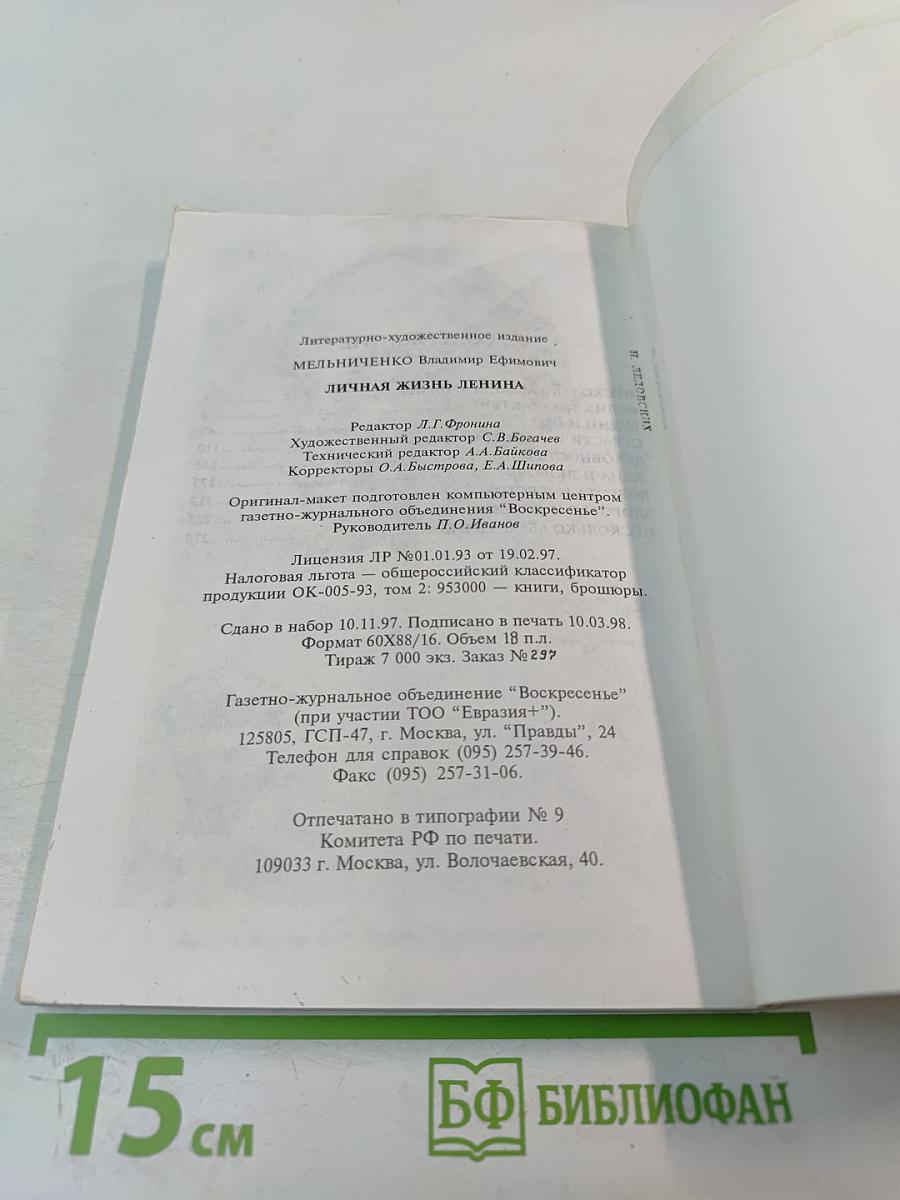 Литературно-художественное издание
МЕЛЬНИЧЕНКО Владимир Ефимович
ЛИЧНАЯ ЖИЗНЬ ЛЕНИНА
Редактор Л.Г.Фронина
Художественный редактор С.В.Богачев
Технический редактор А.А.Байкова
Корректоры О.А.Быстрова, Е.А.Шипова
Оригинал-макет подготовлен компьютерным центром
газетно-журнального объединения “Воскресенье”.
Руководитель П.О.Иванов
Лицензия ЛР №01.01.93 от 19.02.97.
Налоговая льгота — общероссийский классификатор
продукции ОК-005-93, том 2: 953000 — книги, брошюры.
Сдано в набор 10.11.97. Подписано в печать 10.03.98.
Формат 60Х88/16. Объем 18 п.л.
Тираж 7 000 экз. Заказ №297
Газетно-журнальное объединение “Воскресенье”
(при участии ТОО “Евразия+”).
125805, ГСП-47, г. Москва, ул. “Правды”, 24
Телефон для справок (095) 257-39-46.
Факс (095) 257-31-06.
Отпечатано в типографии № 9
Комитета РФ по печати.
109033 г. Москва, ул. Волочаевская, 40.
15 см
БФ БИБЛИОФАН